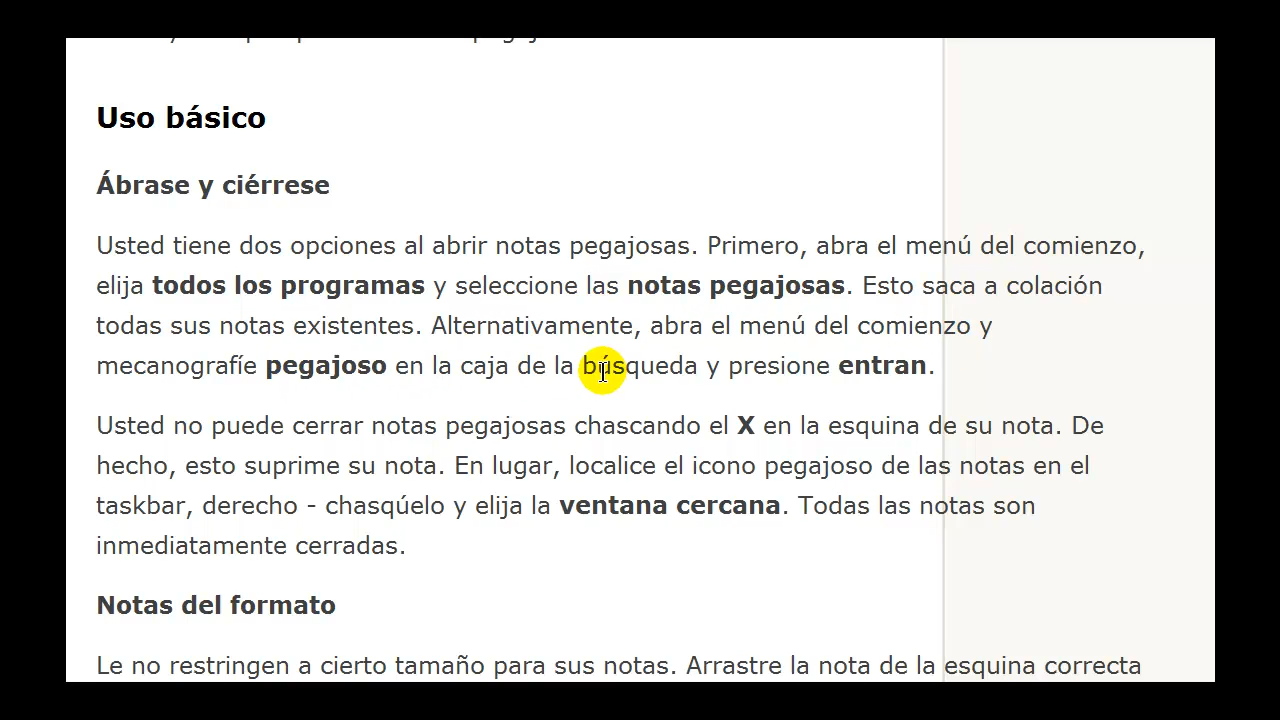 Uso básico
Ábrase y ciérrese
Usted tiene dos opciones al abrir notas pegajosas. Primero, abra el menú del comienzo,
elija todos los programas y seleccione las notas pegajosas. Esto saca a colación
todas sus notas existentes. Alternativamente, abra el menú del comienzo y
mecanografíe pegajoso en la caja de la búsqueda y presione entran.
Usted no puede cerrar notas pegajosas chascando el X en la esquina de su nota. De
hecho, esto suprime su nota. En lugar, localice el icono pegajoso de las notas en el
taskbar, derecho - chasqúelo y elija la ventana cercana. Todas las notas son
inmediatamente cerradas.
Notas del formato
Le no restringen a cierto tamaño para sus notas. Arrastre la nota de la esquina correcta